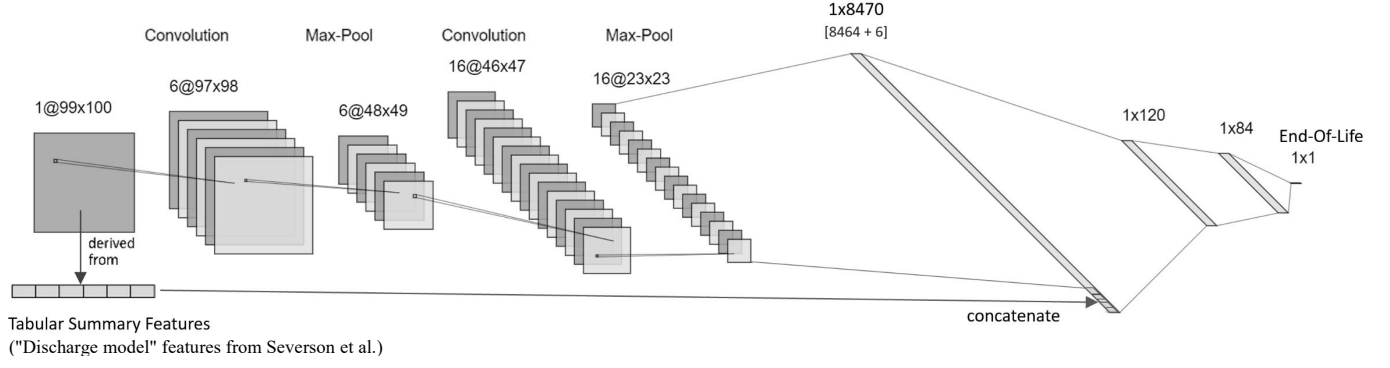 Convolution
Max-Pool
Convolution
Max-Pool
1x8470
[8464 + 6]
1@99x100
6@97x98
6@48x49
16@46x47
16@23x23
1x120
1x84
End-Of-Life
1x1
derived
from
concatenate
Tabular Summary Features
("Discharge model" features from Severson et al.)